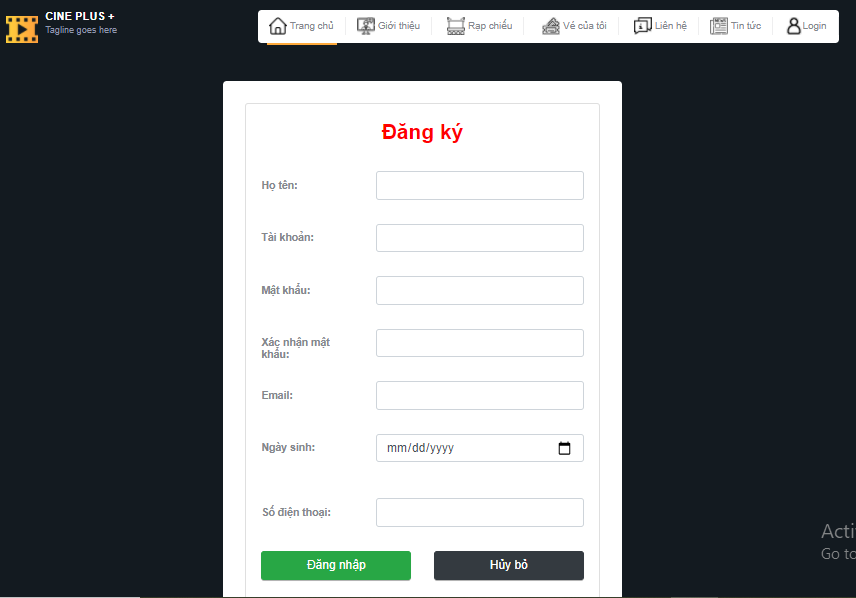 CINE PLUS +
Tagline goes here
Trang chủ
Giới thiệu
Rạp chiếu
Vé của tôi
Liên hệ
Tin tức
Login
Đăng ký
Họ tên:
Tài khoản:
Mật khẩu:
Xác nhận mật
khẩu:
Email:
Ngày sinh:
mm/dd/yyyy
Số điện thoại:
Đăng nhập
Hủy bỏ
Acti
Go to